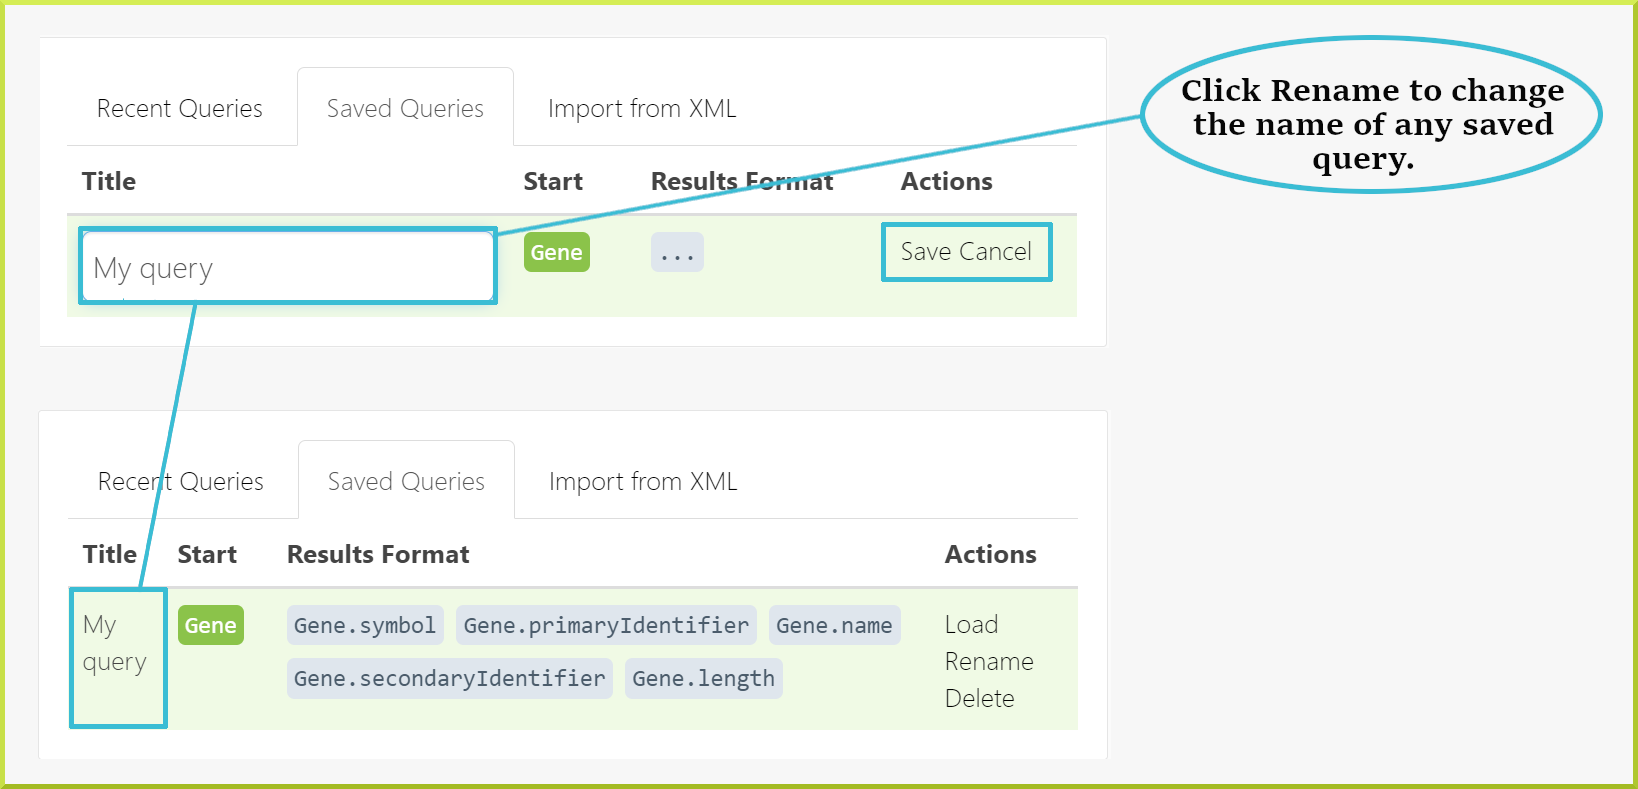 Click Rename to change
the name of any saved
query.
Recent Queries Saved Queries Import from XML
Title Start Results Format Actions
My query Gene ... Save Cancel
Recent Queries Saved Queries Import from XML
Title Start Results Format Actions
My query Gene Gene.symbol Gene.primaryIdentifier Gene.name Load
Gene.secondaryIdentifier Gene.length Rename
Delete